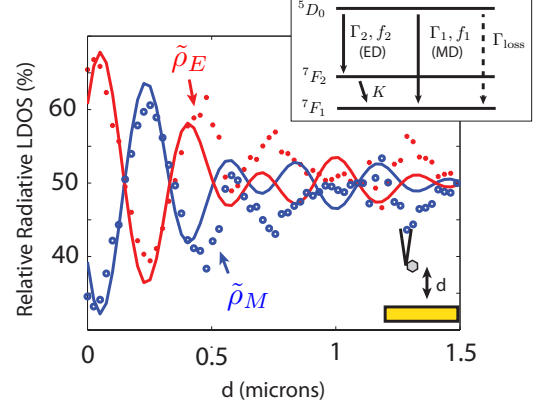 ⁵D₀
Γ₂, f₂
(ED)
Γ₁, f₁
(MD)
Γ_loss
⁷F₂
K
⁷F₁
ρ̃_E
ρ̃_M
d
Relative Radiative LDOS (%)
60
50
40
0
0.5
1
1.5
d (microns)